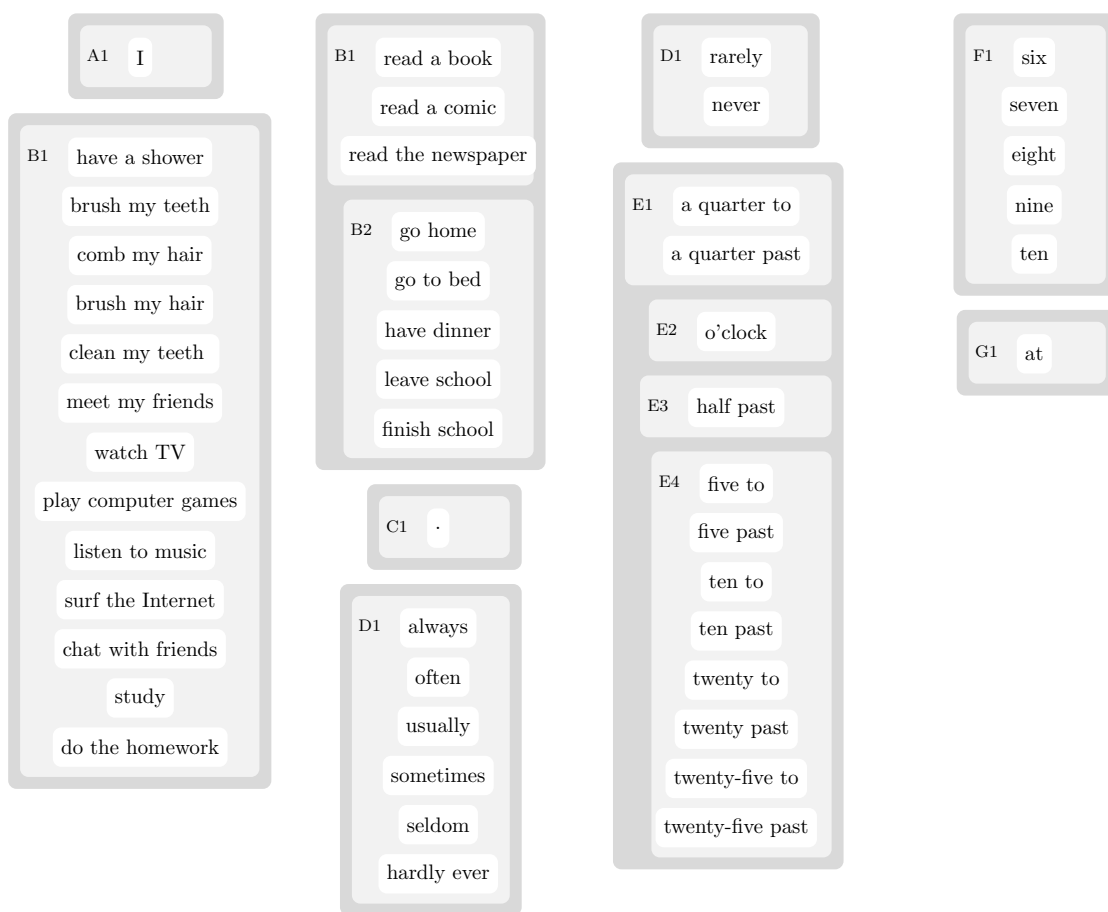 A1 I
B1 have a shower
brush my teeth
comb my hair
brush my hair
clean my teeth
meet my friends
watch TV
play computer games
listen to music
surf the Internet
chat with friends
study
do the homework
B1 read a book
read a comic
read the newspaper
B2 go home
go to bed
have dinner
leave school
finish school
C1 .
D1 always
often
usually
sometimes
seldom
hardly ever
D1 rarely
never
E1 a quarter to
a quarter past
E2 o'clock
E3 half past
E4 five to
five past
ten to
ten past
twenty to
twenty past
twenty-five to
twenty-five past
F1 six
seven
eight
nine
ten
G1 at